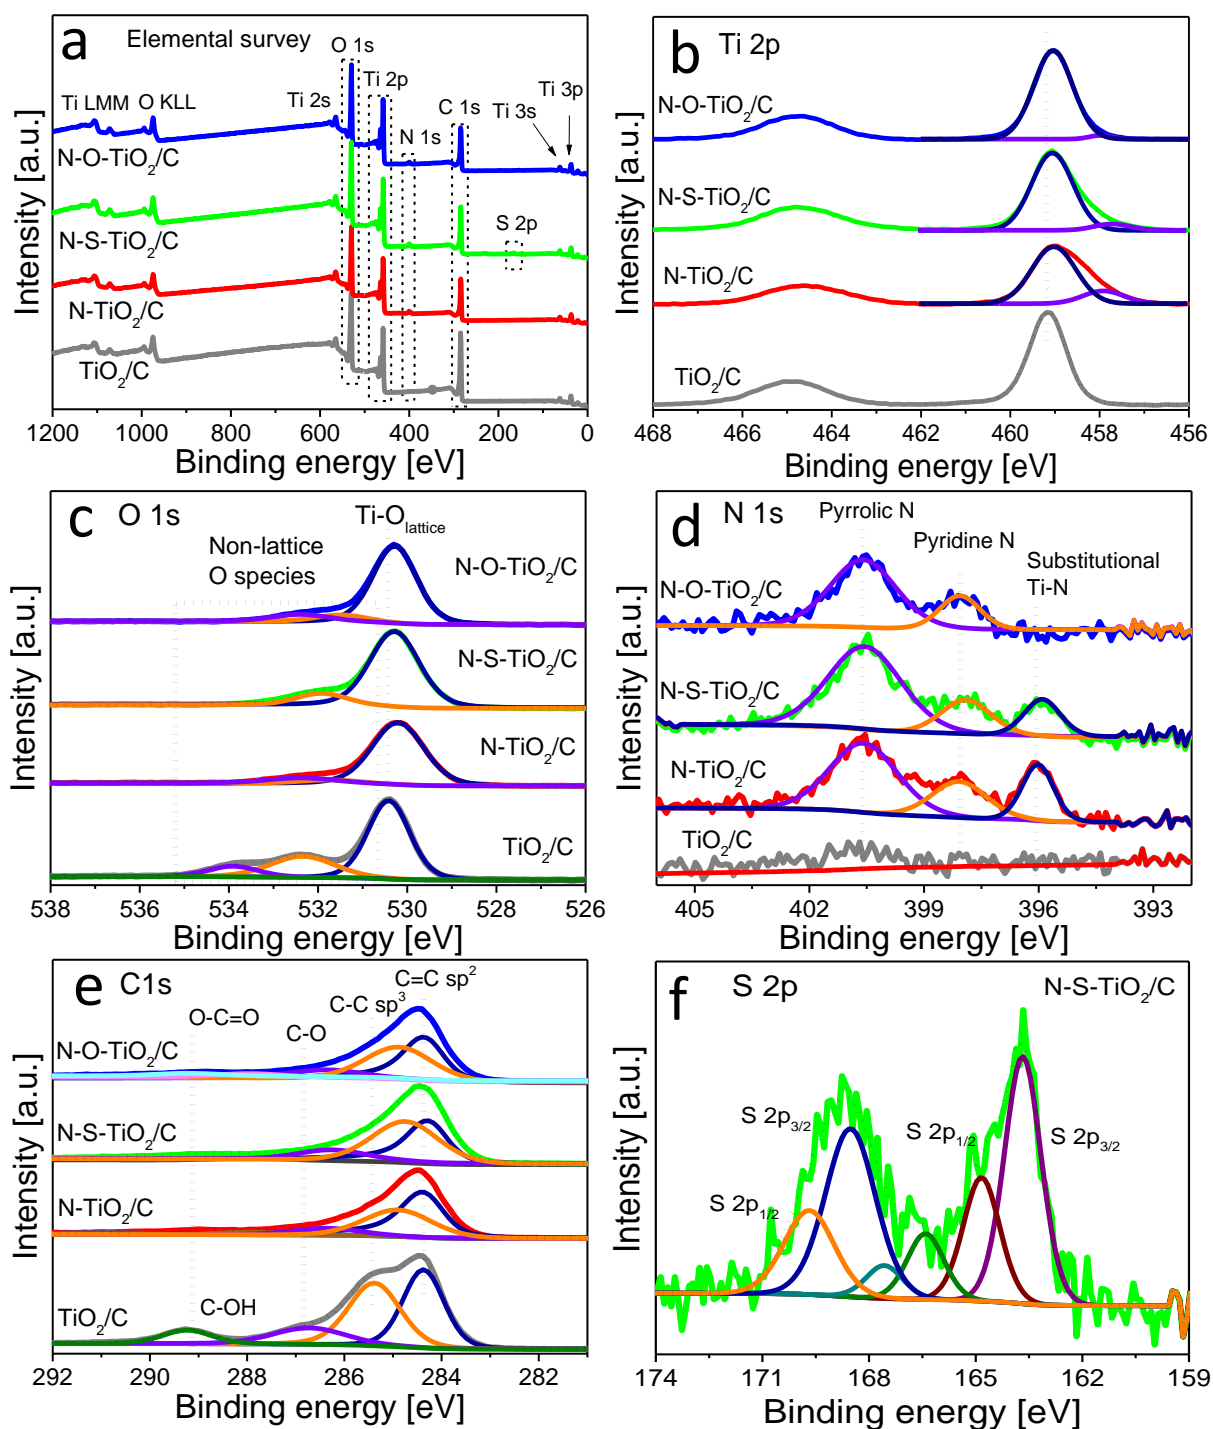 a Elemental survey
O 1s
Ti 2p
Ti LMM O KLL
Ti 2s
N 1s
C 1s
Ti 3s
Ti 3p
N-O-TiO2/C
S 2p
N-S-TiO2/C
N-TiO2/C
TiO2/C
Intensity [a.u.]
1200 1000 800 600 400 200 0
Binding energy [eV]
b Ti 2p
N-O-TiO2/C
N-S-TiO2/C
N-TiO2/C
TiO2/C
Intensity [a.u.]
468 466 464 462 460 458 456
Binding energy [eV]
c O 1s
Ti-Olattice
Non-lattice
O species
N-O-TiO2/C
N-S-TiO2/C
N-TiO2/C
TiO2/C
Intensity [a.u.]
538 536 534 532 530 528 526
Binding energy [eV]
d N 1s
Pyrrolic N
Pyridine N
Substitutional
Ti-N
N-O-TiO2/C
N-S-TiO2/C
N-TiO2/C
TiO2/C
Intensity [a.u.]
405 402 399 396 393
Binding energy [eV]
e C1s
C=C sp2
C-C sp3
O-C=O
C-O
N-O-TiO2/C
N-S-TiO2/C
N-TiO2/C
C-OH
TiO2/C
Intensity [a.u.]
292 290 288 286 284 282
Binding energy [eV]
f S 2p
N-S-TiO2/C
S 2p3/2
S 2p1/2
S 2p3/2
S 2p1/2
Intensity [a.u.]
174 171 168 165 162 159
Binding energy [eV]